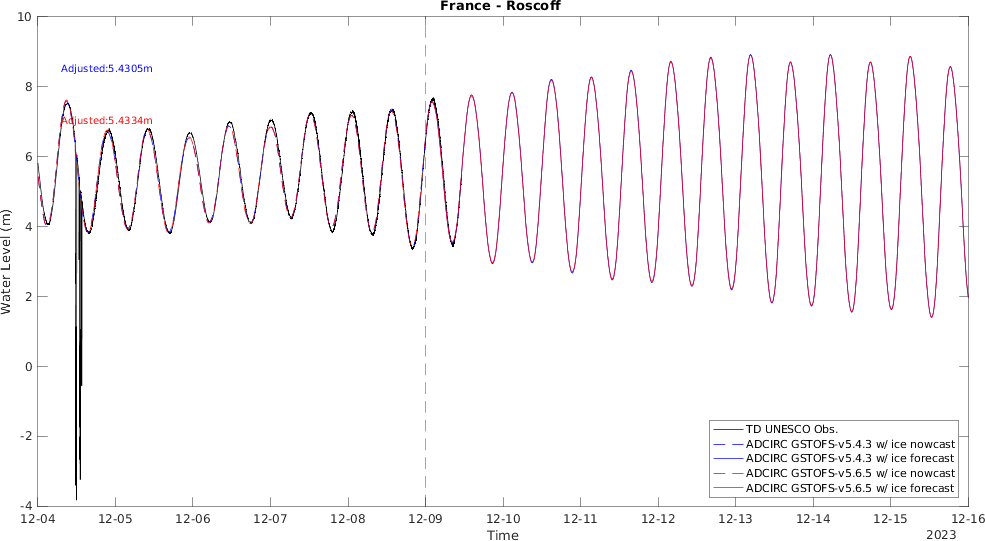 France - Roscoff
Water Level (m)
10
8
6
4
2
0
-2
-4
Adjusted:5.4305m
Adjusted:5.4334m
TD UNESCO Obs.
ADCIRC GSTOFS-v5.4.3 w/ ice nowcast
ADCIRC GSTOFS-v5.4.3 w/ ice forecast
ADCIRC GSTOFS-v5.6.5 w/ ice nowcast
ADCIRC GSTOFS-v5.6.5 w/ ice forecast
12-04 12-05 12-06 12-07 12-08 12-09 12-10 12-11 12-12 12-13 12-14 12-15 12-16
Time
2023